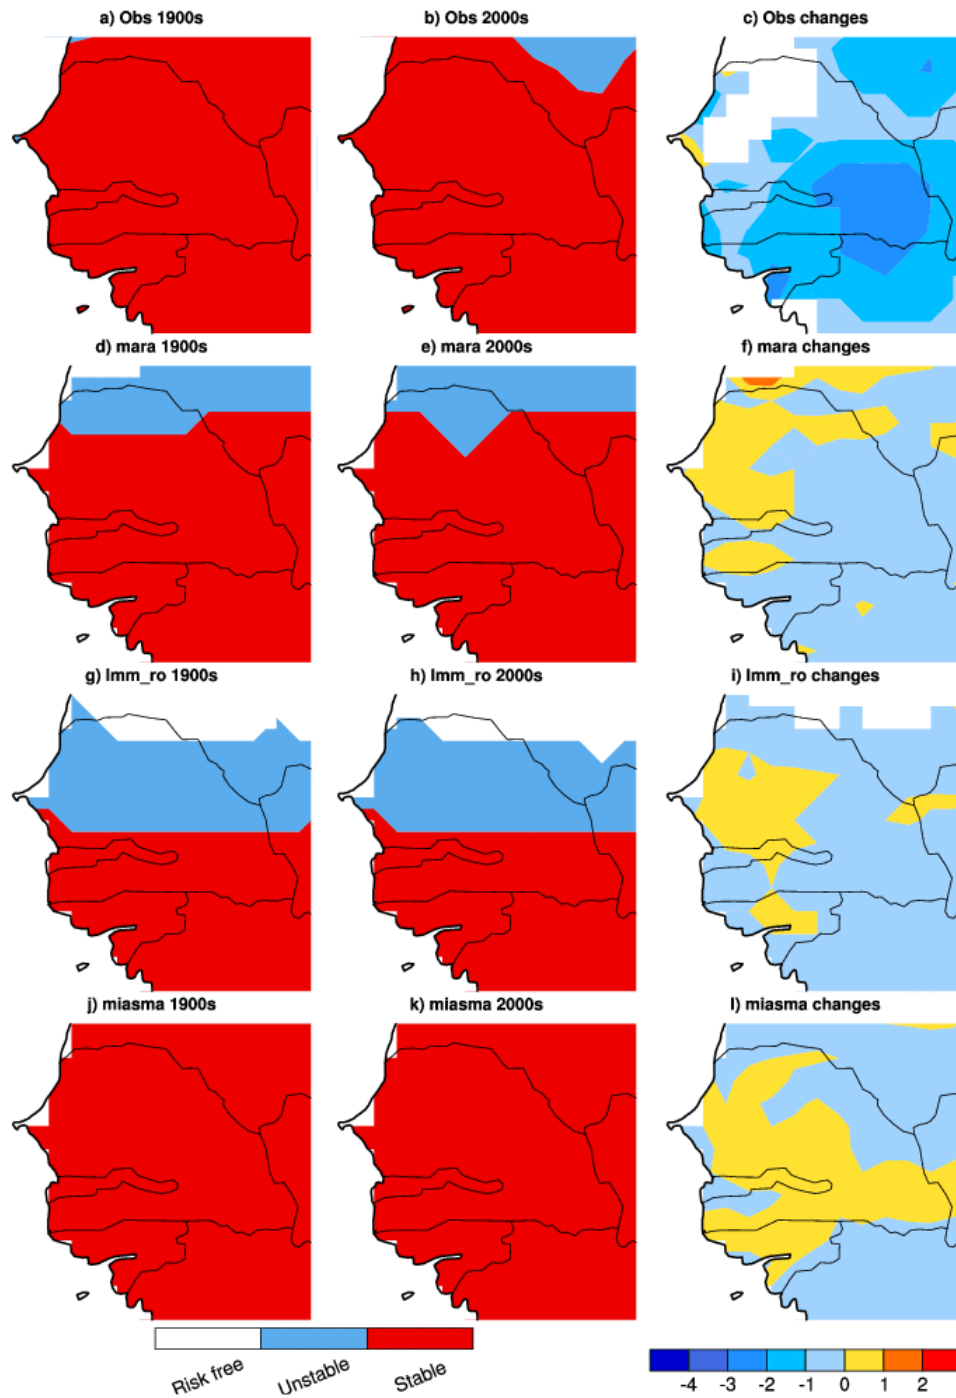 a) Obs 1900s
b) Obs 2000s
c) Obs changes
d) mara 1900s
e) mara 2000s
f) mara changes
g) lmm_ro 1900s
h) lmm_ro 2000s
i) lmm_ro changes
j) miasma 1900s
k) miasma 2000s
l) miasma changes
Risk free
Unstable
Stable
-4 -3 -2 -1 0 1 2